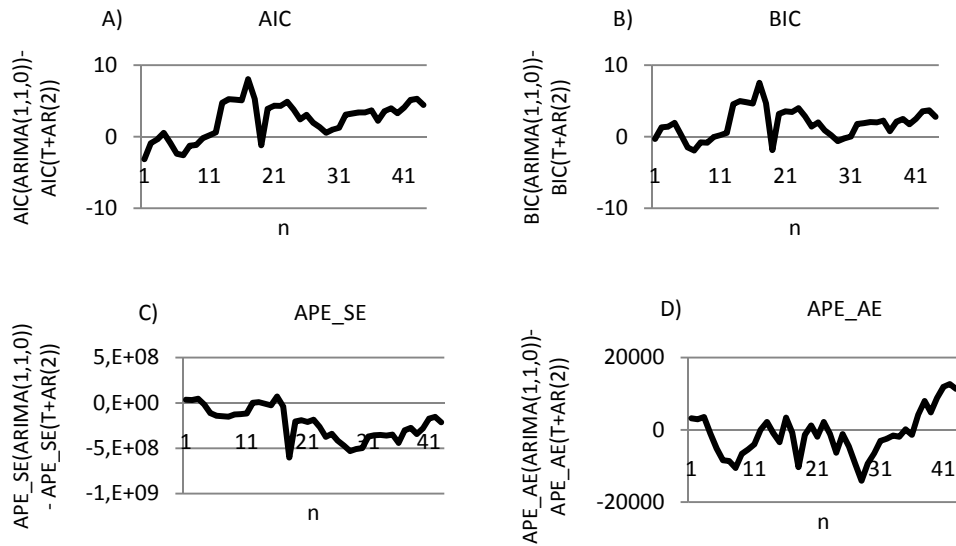 A)
AIC
AIC(ARIMA(1,1,0))-
AIC(T+AR(2))
10
0
-10
1
11
21
31
41
n
B)
BIC
BIC(ARIMA(1,1,0))-
BIC(T+AR(2))
10
0
-10
1
11
21
31
41
n
C)
APE_SE
APE_SE(ARIMA(1,1,0))
- APE_SE(T+AR(2))
5,E+08
0,E+00
-5,E+08
-1,E+09
1
11
21
31
41
n
D)
APE_AE
APE_AE(ARIMA(1,1,0))-
APE_AE(T+AR(2))
20000
0
-20000
1
11
21
31
41
n